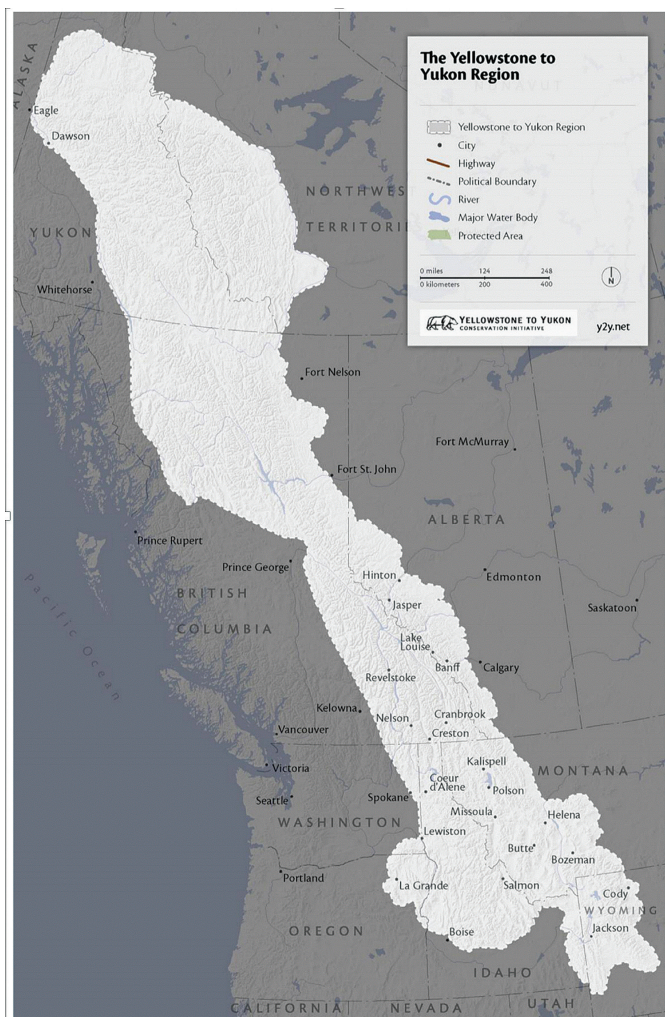 The Yellowstone to
Yukon Region
NUNAVUT
Yellowstone to Yukon Region
City
Highway
Political Boundary
River
Major Water Body
Protected Area
0 miles 124 248
0 kilometers 200 400
N
YELLOWSTONE TO YUKON
CONSERVATION INITIATIVE
y2y.net
ALASKA
Eagle
Dawson
NORTHWES
TERRITORI
YUKON
Whitehorse
Fort Nelson
Fort McMurray
Fort St. John
ALBERTA
Prince Rupert
Prince George
Hinton
Edmonton
Jasper
BRITISH
COLUMBIA
Saskatoon
Pacific Ocean
Lake
Louise
Banff
Calgary
Revelstoke
Kelowna
Nelson
Cranbrook
Creston
Vancouver
Victoria
Kalispell
MONTANA
Coeur
d'Alene
Polson
Seattle
Spokane
Missoula
Helena
WASHINGTON
Lewiston
Butte
Bozeman
Portland
La Grande
Salmon
Cody
WYOMING
Jackson
OREGON
Boise
IDAHO
CALIFORNIA
NEVADA
UTAH